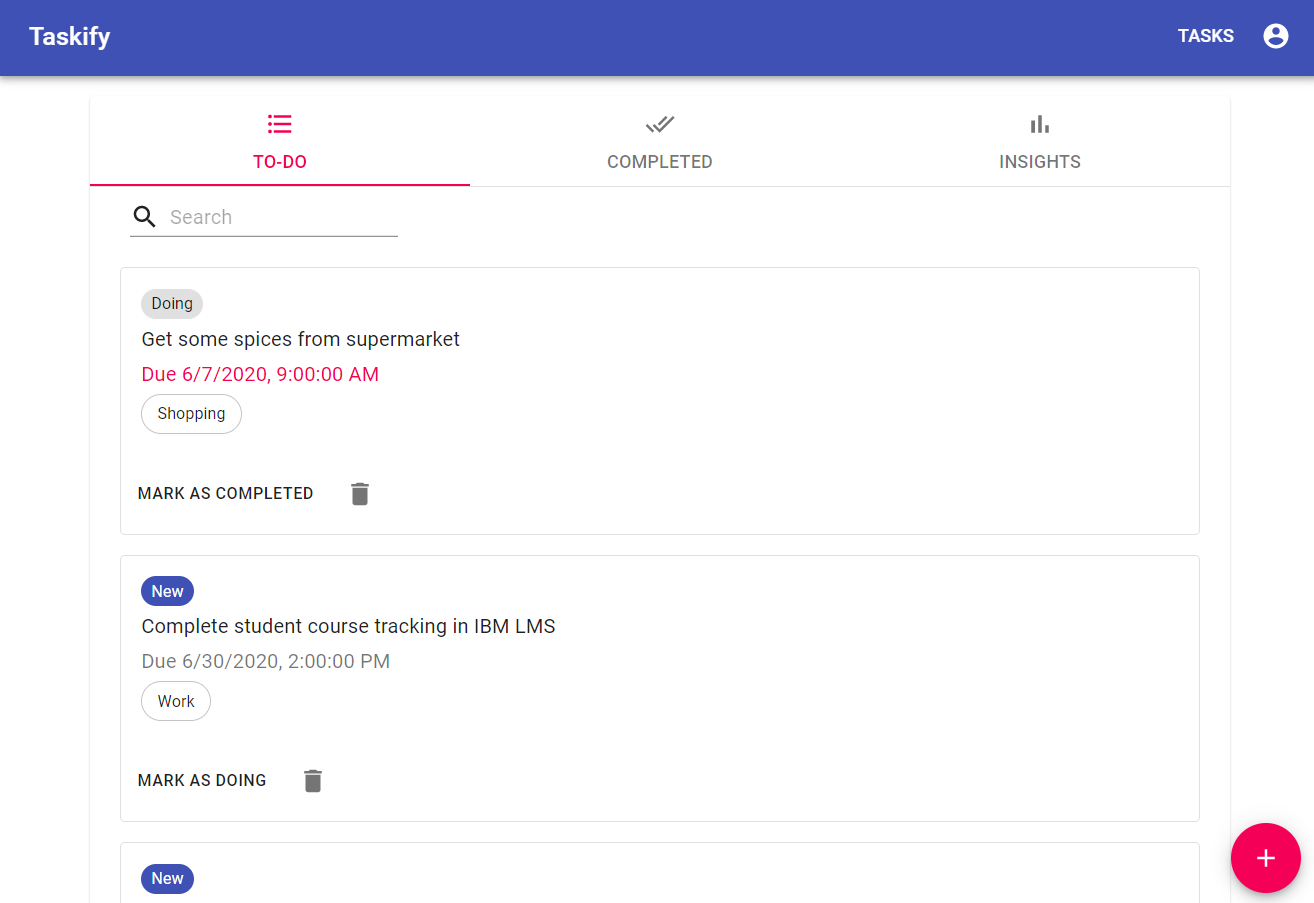 Taskify
TASKS
TO-DO
COMPLETED
INSIGHTS
Search
Doing
Get some spices from supermarket
Due 6/7/2020, 9:00:00 AM
Shopping
MARK AS COMPLETED
New
Complete student course tracking in IBM LMS
Due 6/30/2020, 2:00:00 PM
Work
MARK AS DOING
New